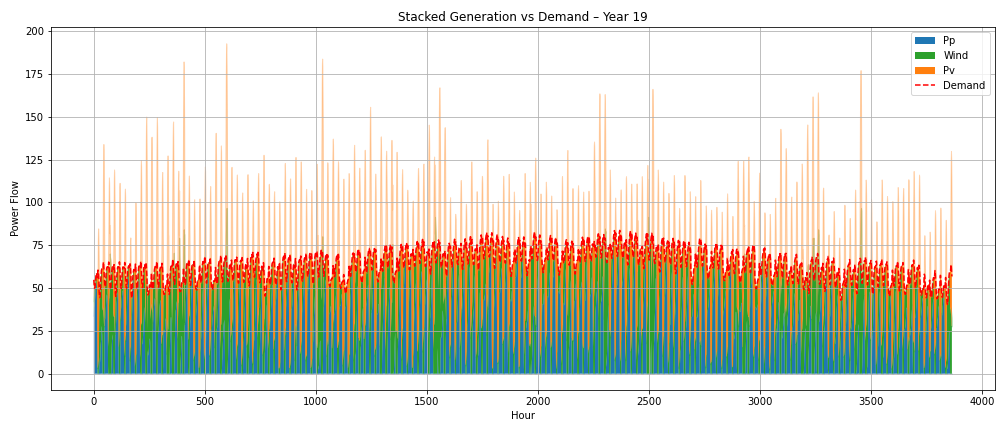 Stacked Generation vs Demand – Year 19
200
175
150
125
100
75
50
25
0
Power Flow
0
500
1000
1500
2000
2500
3000
3500
4000
Hour
Pp
Wind
Pv
Demand